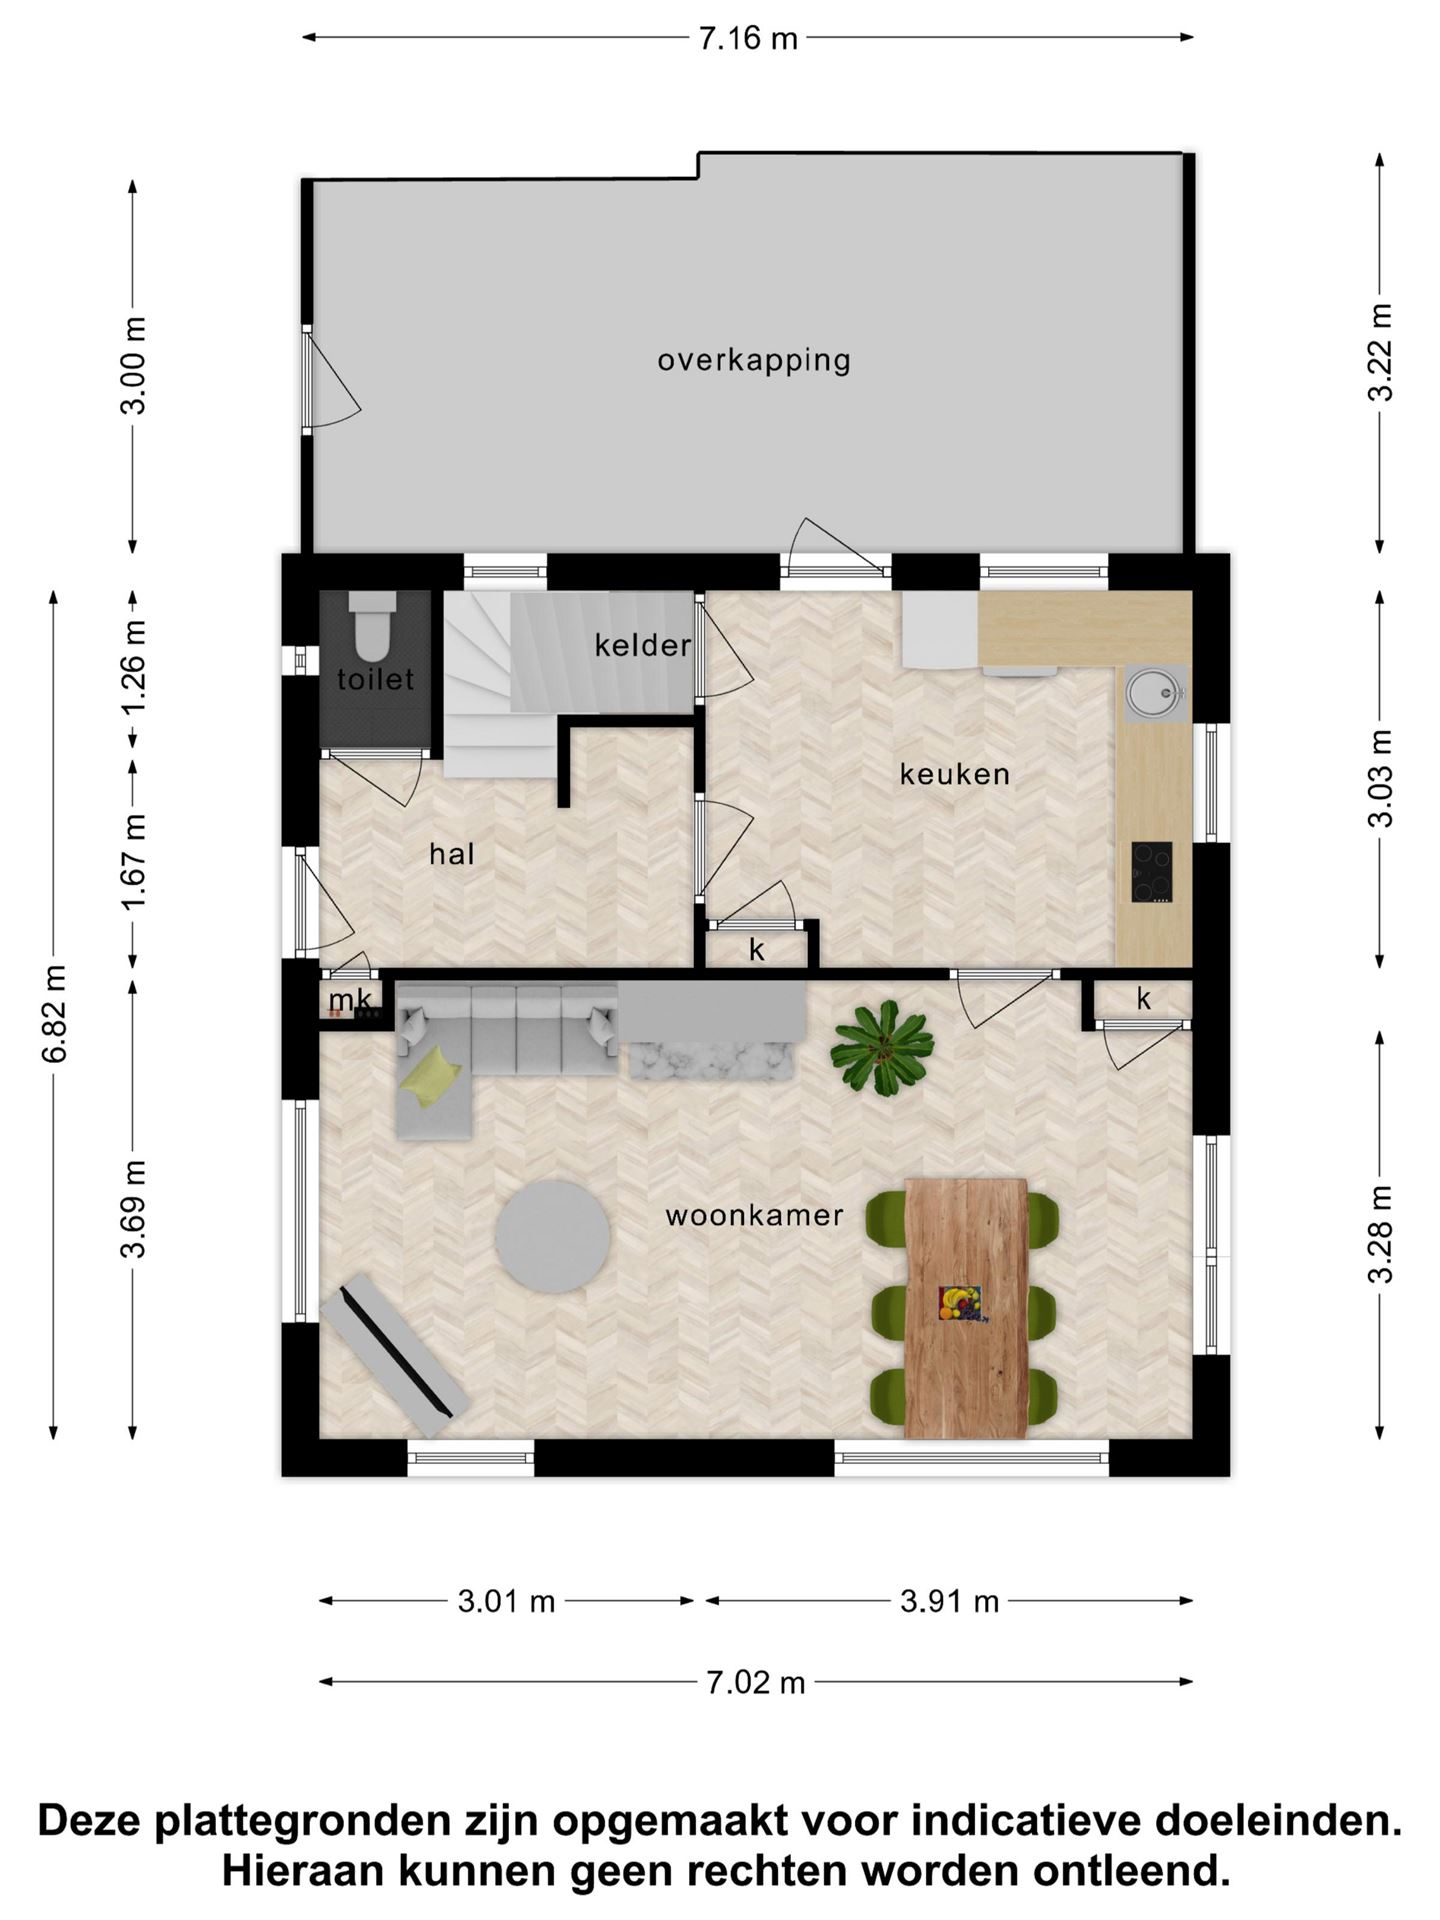 7.16 m
3.00 m
3.22 m
overkapping
kelder
toilet
1.26 m
keuken
3.03 m
hal
1.67 m
k
mk
k
6.82 m
woonkamer
3.69 m
3.28 m
3.01 m
3.91 m
7.02 m
Deze plattegronden zijn opgemaakt voor indicatieve doeleinden.
Hieraan kunnen geen rechten worden ontleend.